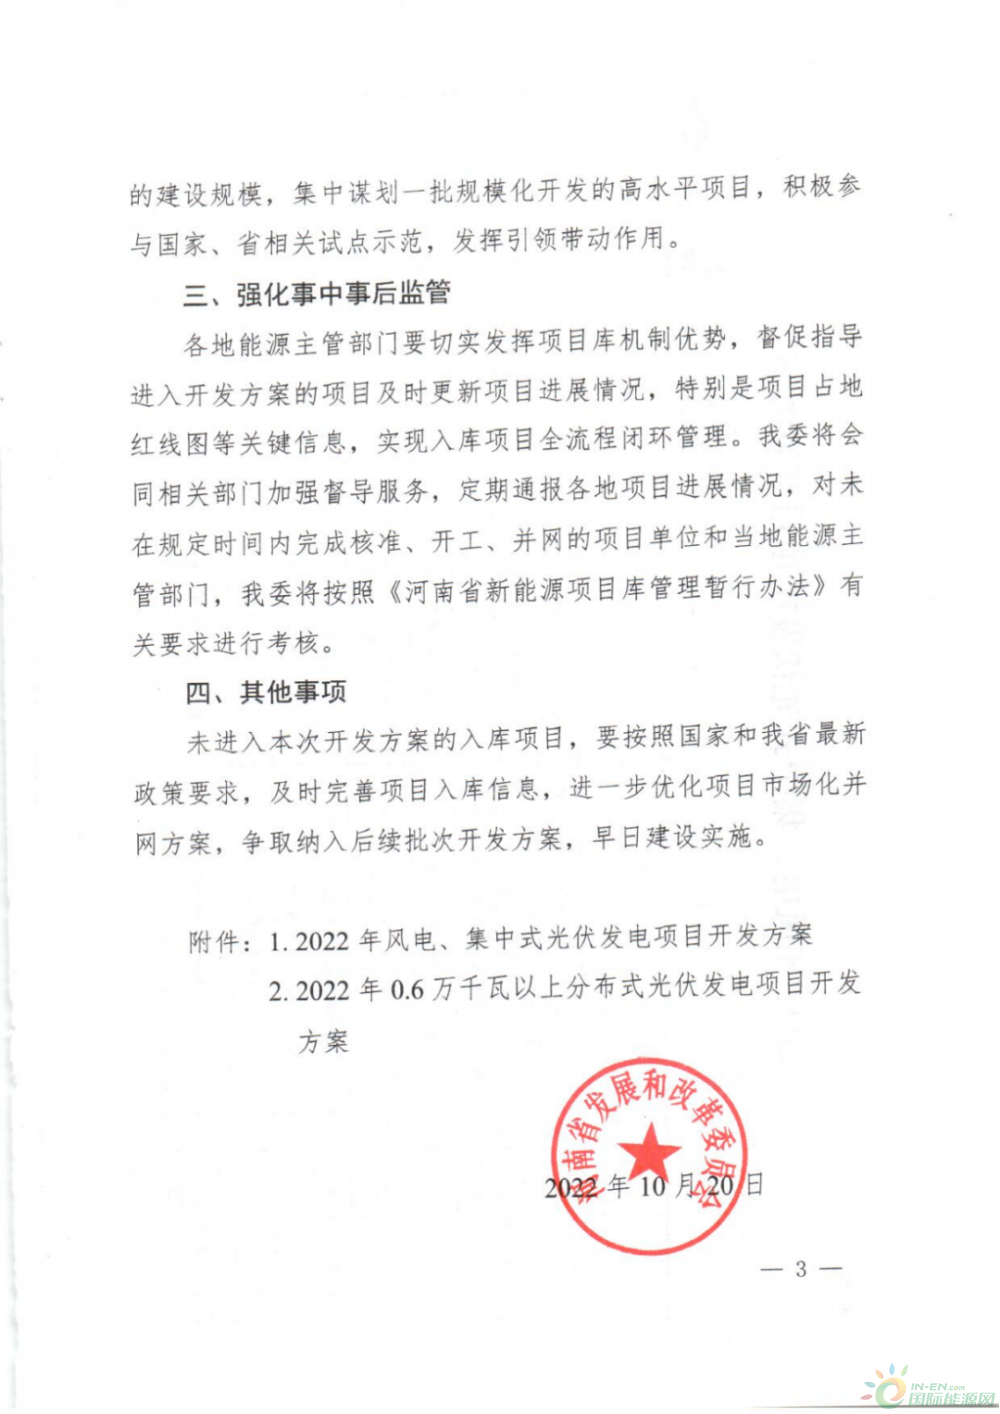 的建设规模，集中谋划一批规模化开发的高水平项目，积极参
与国家、省相关试点示范，发挥引领带动作用。
三、强化事中事后监管
各地能源主管部门要切实发挥项目库机制优势，督促指导
进入开发方案的项目及时更新项目进展情况，特别是项目占地
红线图等关键信息，实现入库项目全流程闭环管理。我委将会
同相关部门加强督导服务，定期通报各地项目进展情况，对未
在规定时间内完成核准、开工、并网的项目单位和当地能源主
管部门，我委将按照《河南省新能源项目库管理暂行办法》有
关要求进行考核。
四、其他事项
未进入本次开发方案的入库项目，要按照国家和我省最新
政策要求，及时完善项目入库信息，进一步优化项目市场化并
网方案，争取纳入后续批次开发方案，早日建设实施。
附件：1. 2022 年风电、集中式光伏发电项目开发方案
2. 2022 年 0.6 万千瓦以上分布式光伏发电项目开发
方案
河南省发展和改革委员会
2022 年 10 月 20 日
— 3 —
IN-EN.com
国际能源网